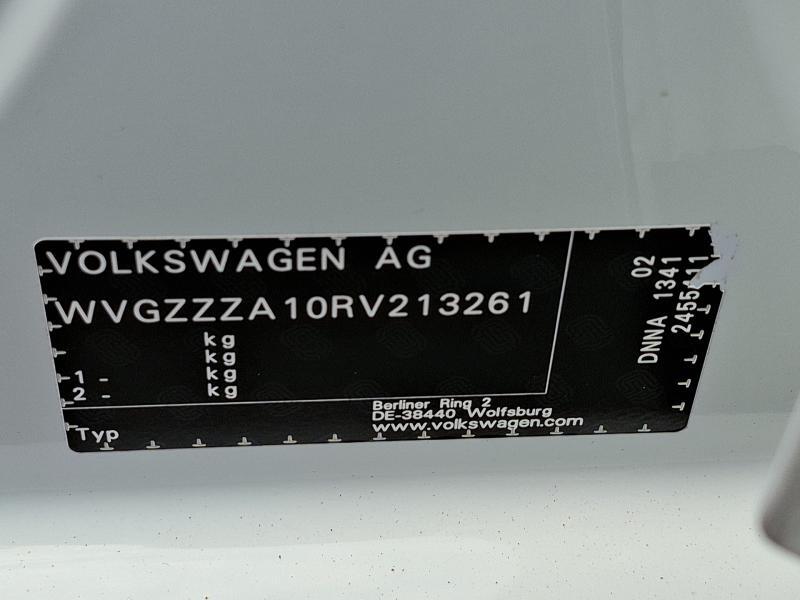 VOLKSWAGEN AG
WVGZZZA10RV213261
kg
kg
1 - kg
2 - kg
Typ
Berliner Ring 2
DE-38440 Wolfsburg
www.volkswagen.com
02
DNNA 1341